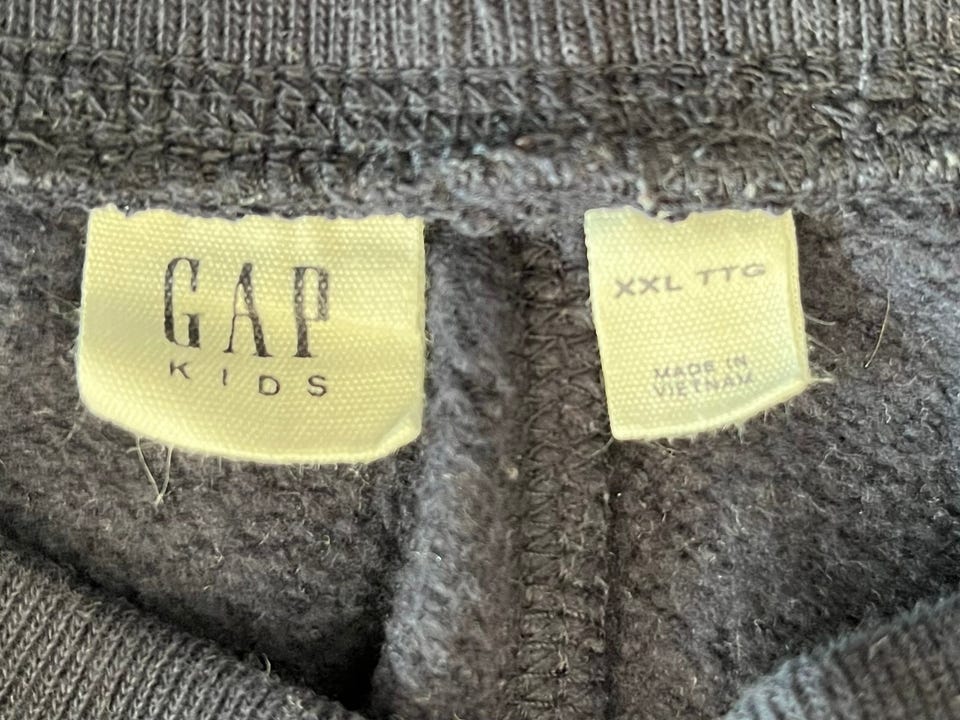 GAP
KIDS
XXL TTG
MADE IN
VIETNAM